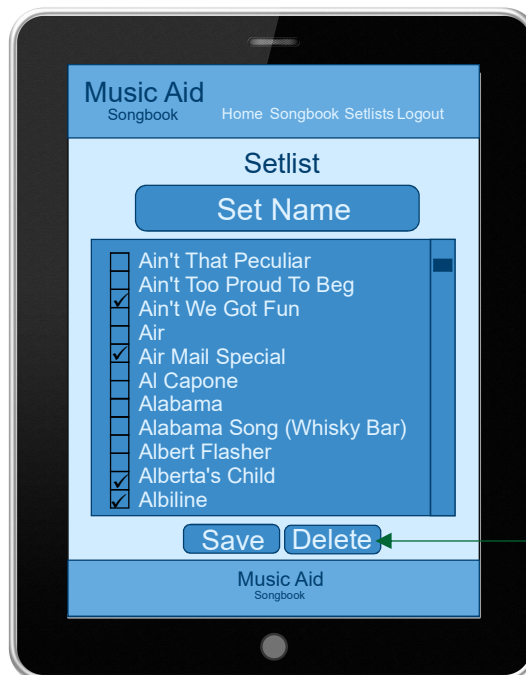 Music Aid
Songbook
Home Songbook Setlists Logout
Setlist
Set Name
Ain't That Peculiar
Ain't Too Proud To Beg
Ain't We Got Fun
Air
Air Mail Special
Al Capone
Alabama
Alabama Song (Whisky Bar)
Albert Flasher
Alberta's Child
Albiline
Save Delete
Music Aid
Songbook